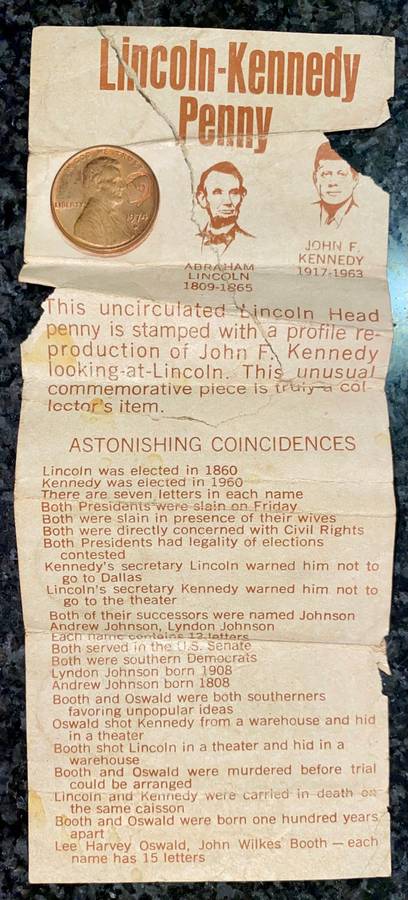 Lincoln-Kennedy
Penny
LIBERTY
1974
D
ABRAHAM
LINCOLN
1809-1865
JOHN F.
KENNEDY
1917-1963
This uncirculated Lincoln Head
penny is stamped with a profile re-
production of John F. Kennedy
looking-at-Lincoln. This unusual
commemorative piece is truly a col-
lector's item.
ASTONISHING COINCIDENCES
Lincoln was elected in 1860
Kennedy was elected in 1960
There are seven letters in each name
Both Presidents were slain on Friday
Both were slain in presence of their wives
Both were directly concerned with Civil Rights
Both Presidents had legality of elections
contested
Kennedy's secretary Lincoln warned him not to
go to Dallas
Lincoln's secretary Kennedy warned him not to
go to the theater
Both of their successors were named Johnson
Andrew Johnson, Lyndon Johnson
Each name contains 13 letters
Both served in the U.S. Senate
Both were southern Democrats
Lyndon Johnson born 1908
Andrew Johnson born 1808
Booth and Oswald were both southerners
favoring unpopular ideas
Oswald shot Kennedy from a warehouse and hid
in a theater
Booth shot Lincoln in a theater and hid in a
warehouse
Booth and Oswald were murdered before trial
could be arranged
Lincoln and Kennedy were carried in death on
the same caisson
Booth and Oswald were born one hundred years
apart
Lee Harvey Oswald, John Wilkes Booth — each
name has 15 letters